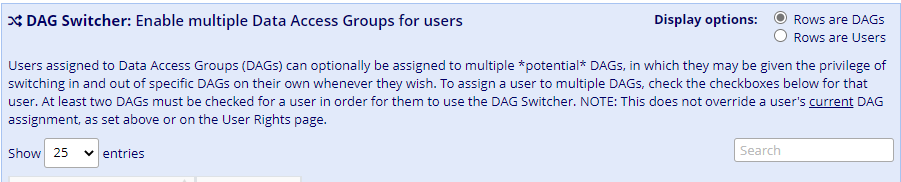 DAG Switcher: Enable multiple Data Access Groups for users
Display options: Rows are DAGs
Rows are Users
Users assigned to Data Access Groups (DAGs) can optionally be assigned to multiple *potential* DAGs, in which they may be given the privilege of
switching in and out of specific DAGs on their own whenever they wish. To assign a user to multiple DAGs, check the checkboxes below for that
user. At least two DAGs must be checked for a user in order for them to use the DAG Switcher. NOTE: This does not override a user's current DAG
assignment, as set above or on the User Rights page.
Show 25 entries
Search